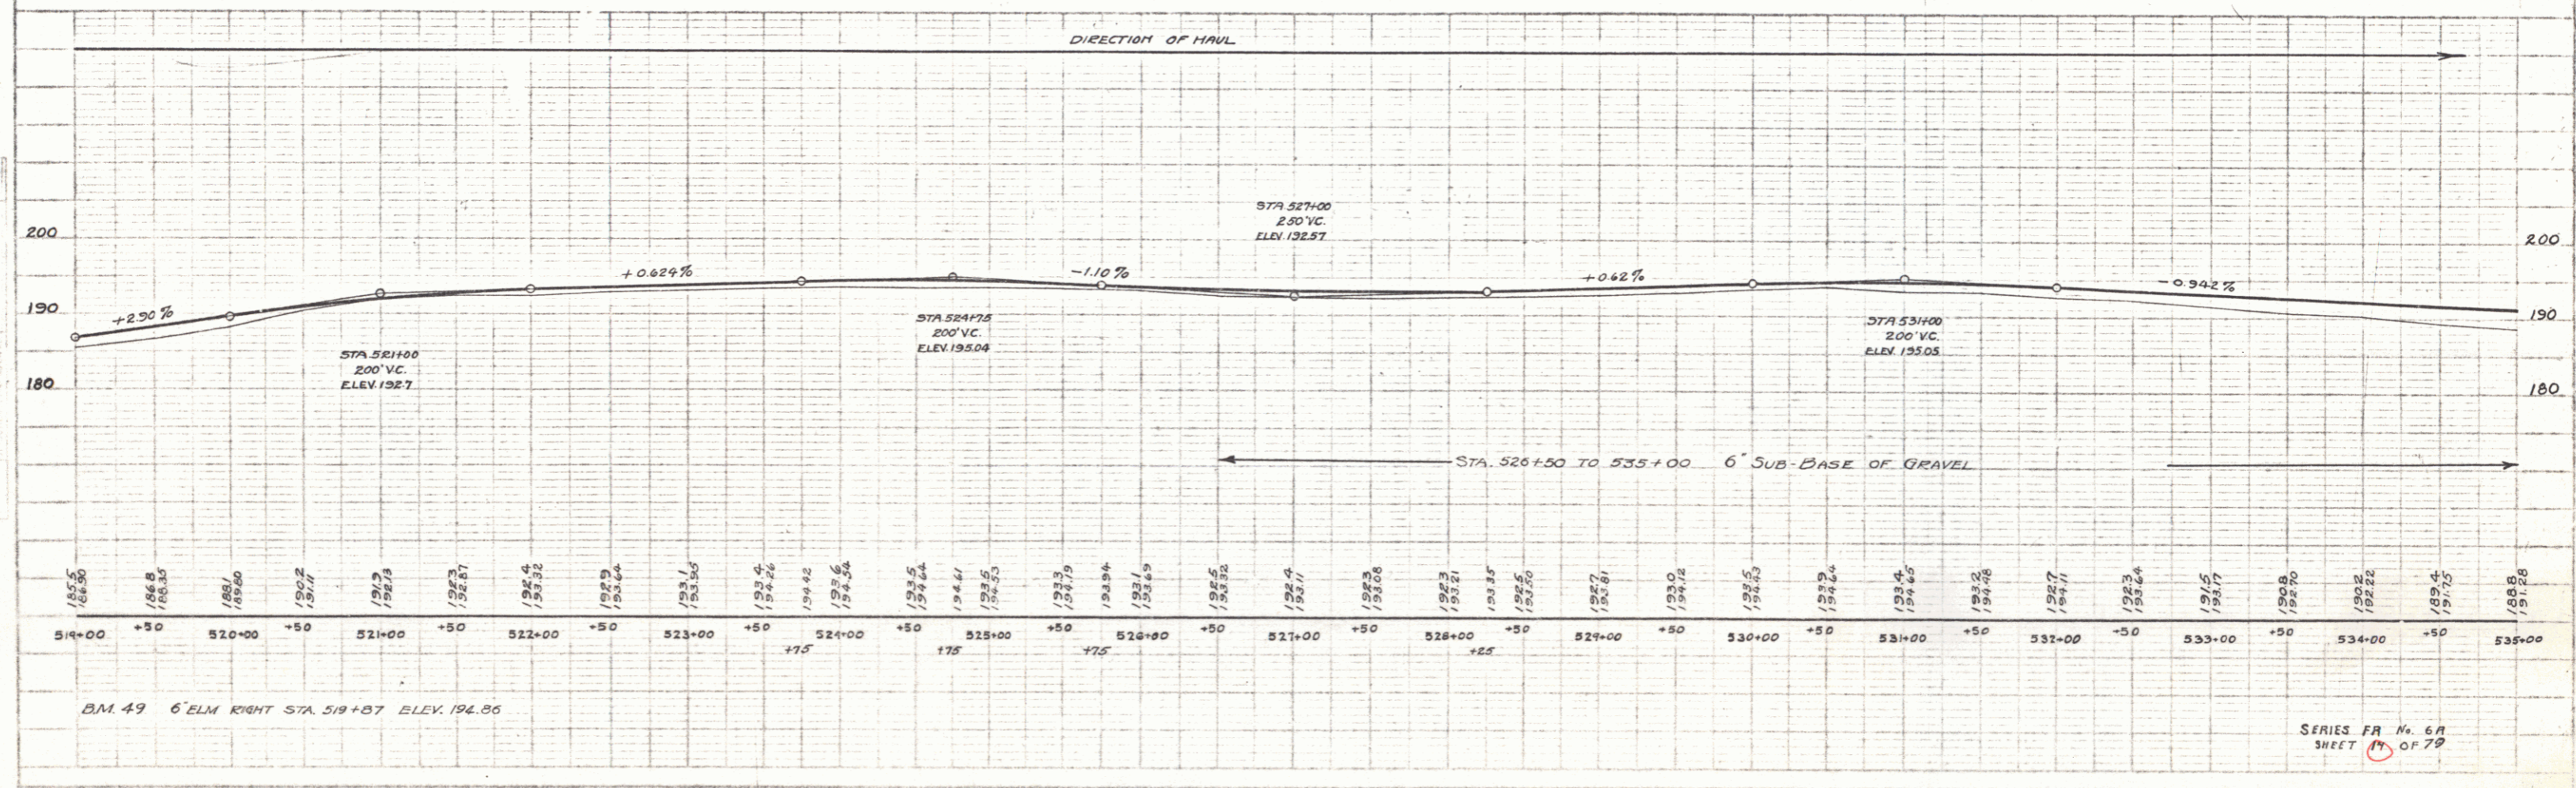 DIRECTION OF HAUL
STA. 527+00
250' V.C.
ELEV. 192.57
200
200
+2.90%
+0.624%
-1.10%
+0.62%
-0.942%
190
190
STA. 521+00
200' V.C.
ELEV. 192.7
STA. 524+75
200' V.C.
ELEV. 195.04
STA. 531+00
200' V.C.
ELEV. 195.05
180
180
STA. 526+50 TO 535+00 6" SUB-BASE OF GRAVEL
185.5 186.8 188.1 190.2 191.9 192.3 192.4 192.9 193.1 193.4 193.6 193.5 193.5 193.3 193.1 192.5 192.4 192.3 192.3 192.5 192.7 193.0 193.5 193.9 193.4 193.2 192.7 192.3 191.5 190.8 190.2 189.4 188.8
186.90 188.35 189.80 191.11 192.13 192.87 193.32 193.64 193.95 194.26 194.42 194.54 194.64 194.61 194.53 194.19 193.94 193.69 193.32 193.11 193.08 193.21 193.35 193.50 193.81 194.12 194.43 194.64 194.65 194.48 194.11 193.64 193.17 192.70 192.22 191.75 191.28
519+00 +50 520+00 +50 521+00 +50 522+00 +50 523+00 +50 524+00 +50 525+00 +50 526+00 +50 527+00 +50 528+00 +50 529+00 +50 530+00 +50 531+00 +50 532+00 +50 533+00 +50 534+00 +50 535+00
+75 +75 +75 +25
B.M. 49 6" ELM RIGHT STA. 519+87 ELEV. 194.86
SERIES FR No. 6A
SHEET 14 OF 79